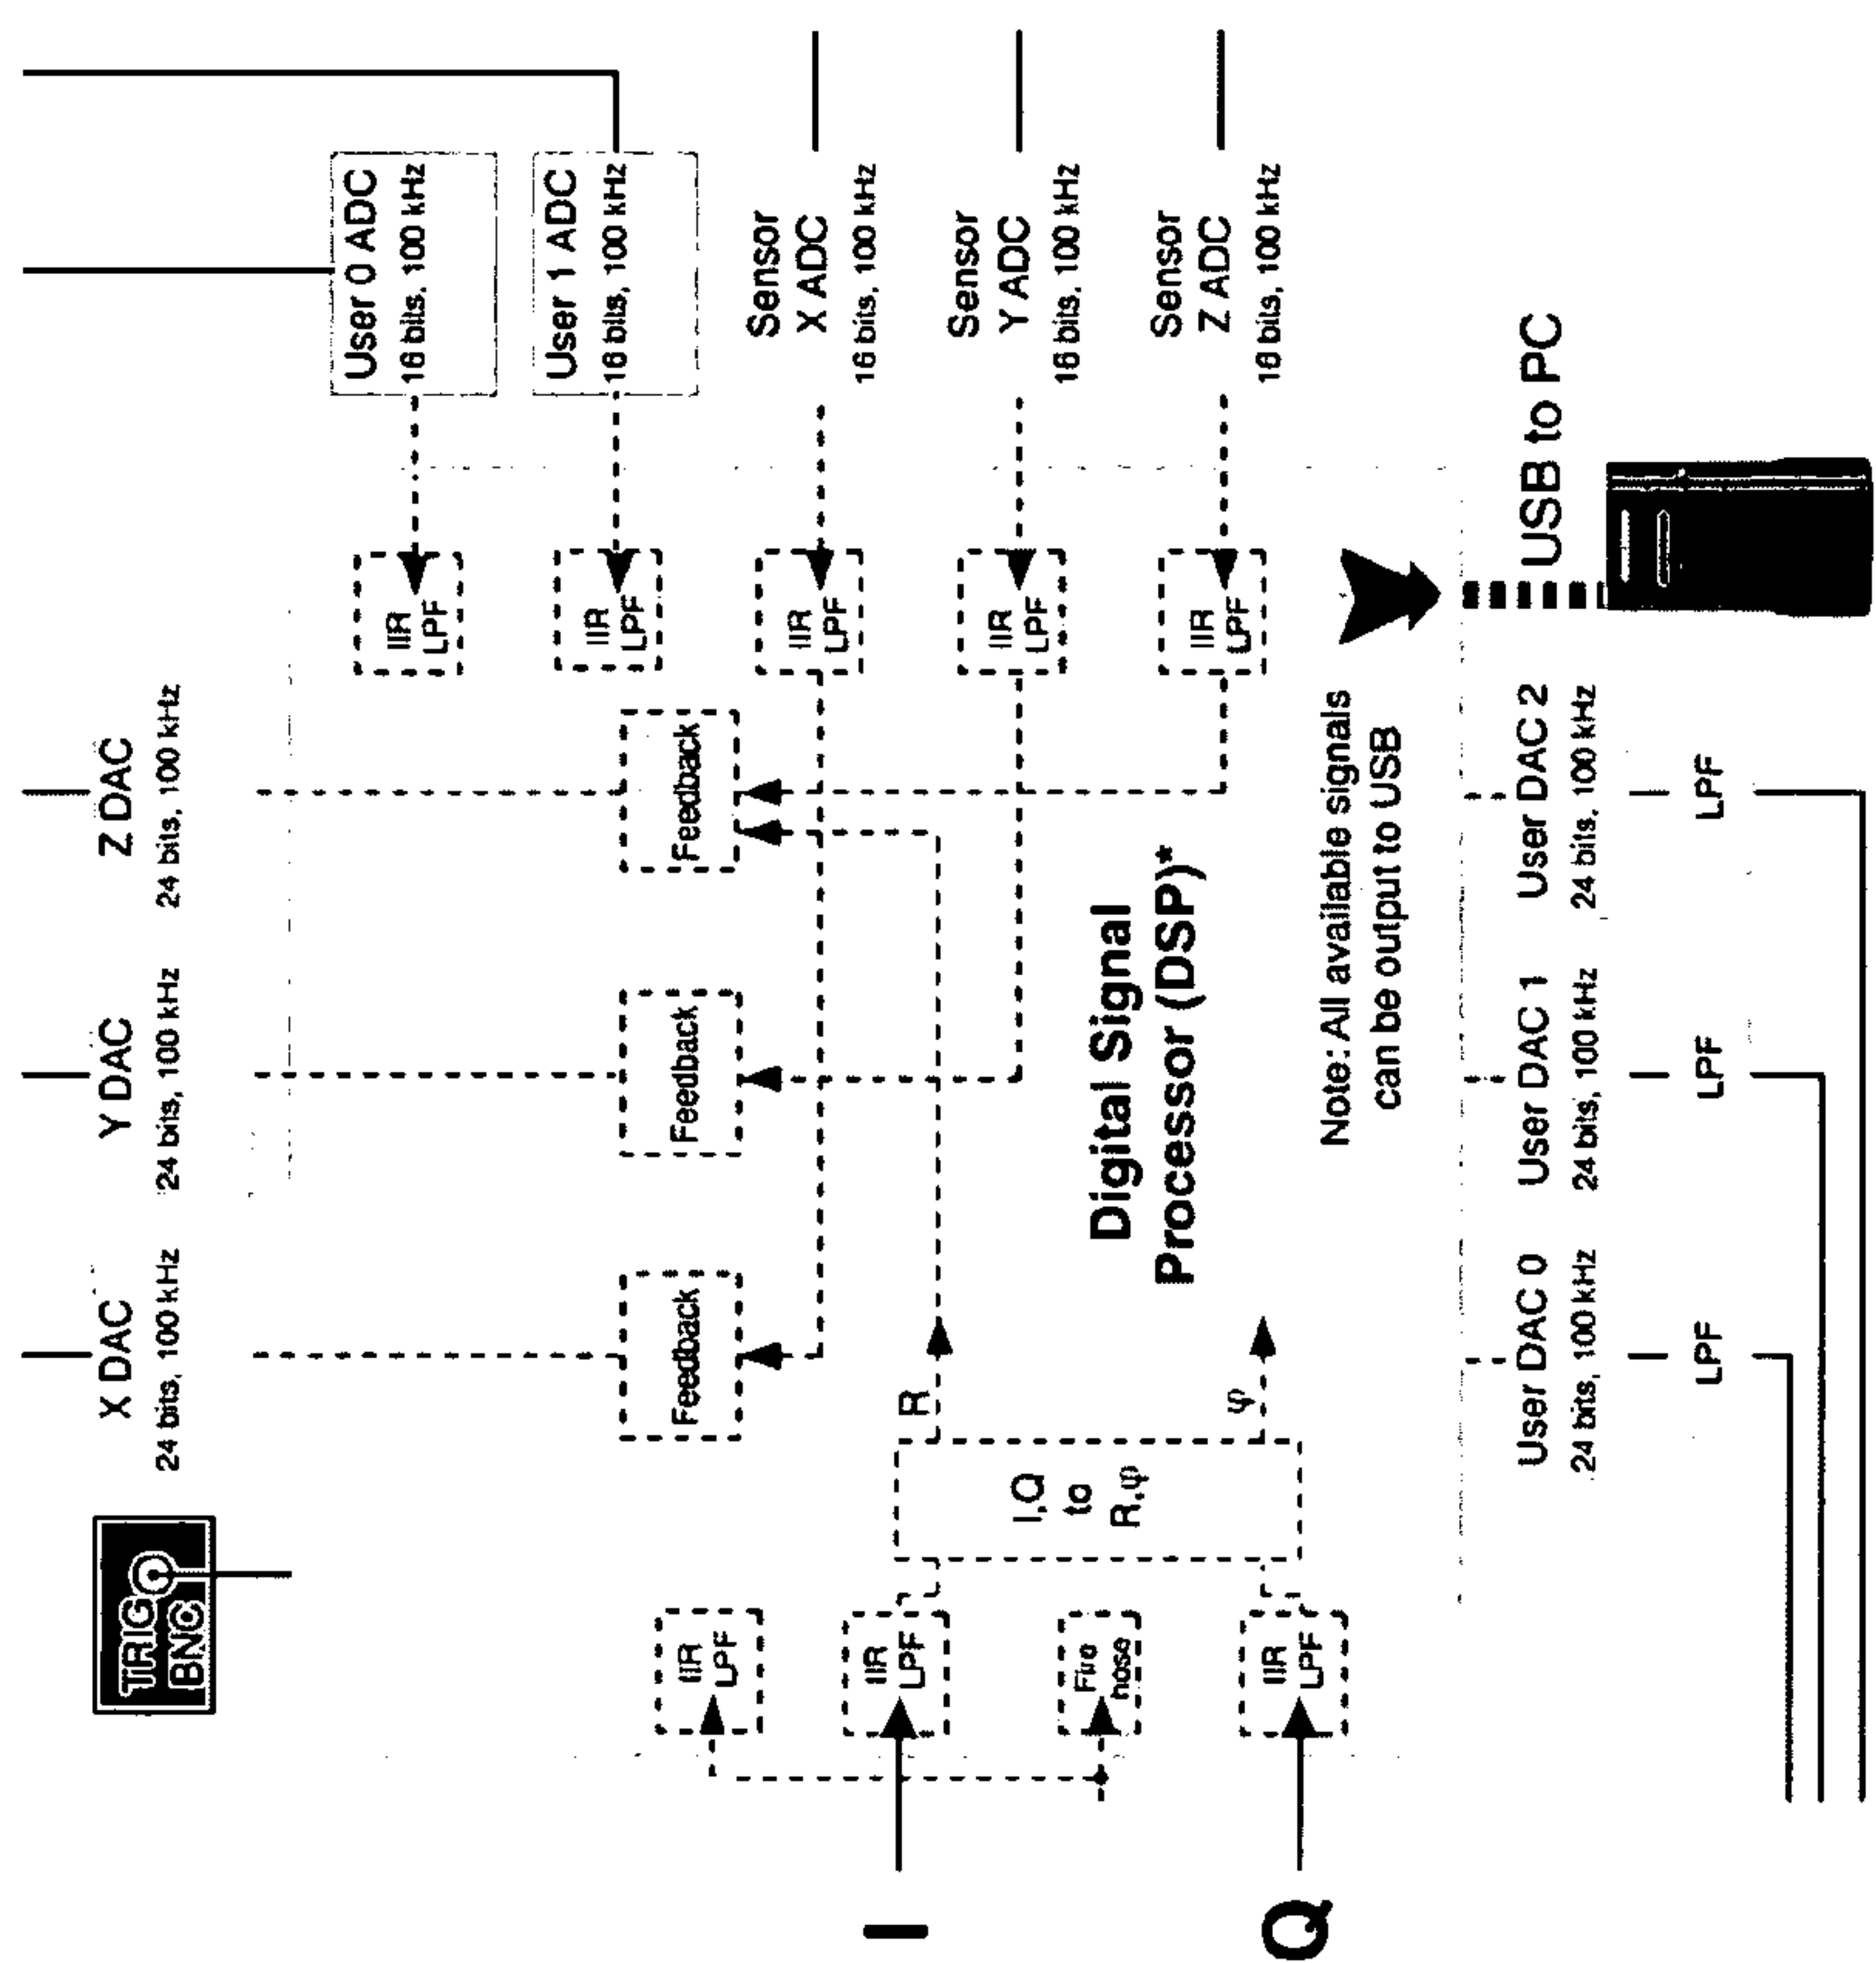 TRIG
BNC
X DAC
24 bits, 100 kHz
Y DAC
24 bits, 100 kHz
Z DAC
24 bits, 100 kHz
User 0 ADC
16 bits, 100 kHz
User 1 ADC
16 bits, 100 kHz
Sensor
X ADC
16 bits, 100 kHz
Sensor
Y ADC
16 bits, 100 kHz
Sensor
Z ADC
16 bits, 100 kHz
IIR
LPF
IIR
LPF
IIR
LPF
IIR
LPF
IIR
LPF
Feedback
Feedback
Feedback
IIR
LPF
I
IIR
LPF
Fire
hose
Q
IIR
LPF
I,Q
to
R,φ
R
φ
Digital Signal
Processor (DSP)*
Note: All available signals
can be output to USB
USB to PC
User DAC 0
24 bits, 100 kHz
LPF
User DAC 1
24 bits, 100 kHz
LPF
User DAC 2
24 bits, 100 kHz
LPF